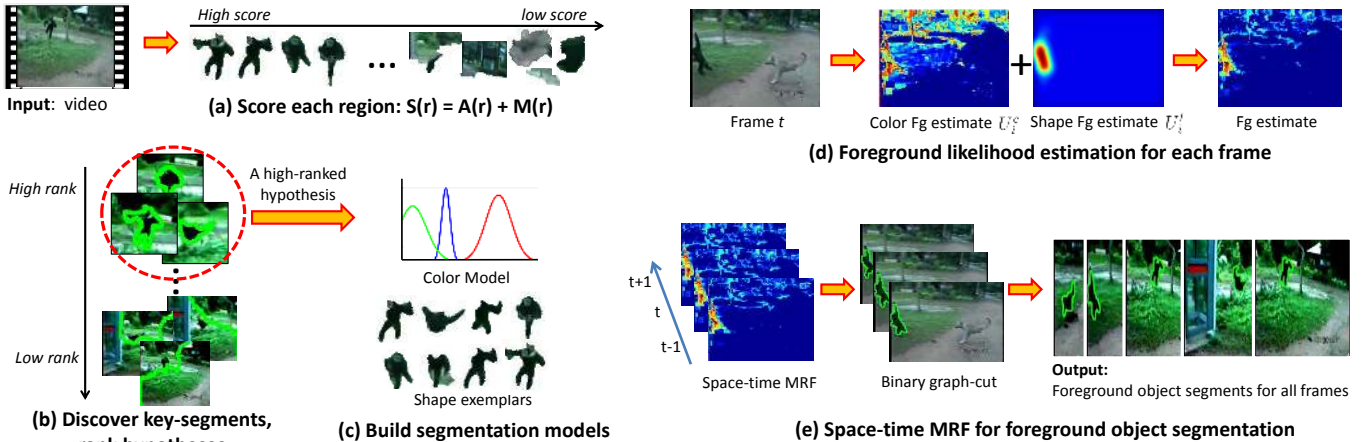 High score
low score
...
Input: video
(a) Score each region: S(r) = A(r) + M(r)
High rank
A high-ranked
hypothesis
Low rank
(b) Discover key-segments,
Color Model
Shape exemplars
(c) Build segmentation models
+
Frame t
Color Fg estimate
Shape Fg estimate
Fg estimate
(d) Foreground likelihood estimation for each frame
t+1
t
t-1
Space-time MRF
Binary graph-cut
Output:
Foreground object segments for all frames
(e) Space-time MRF for foreground object segmentation